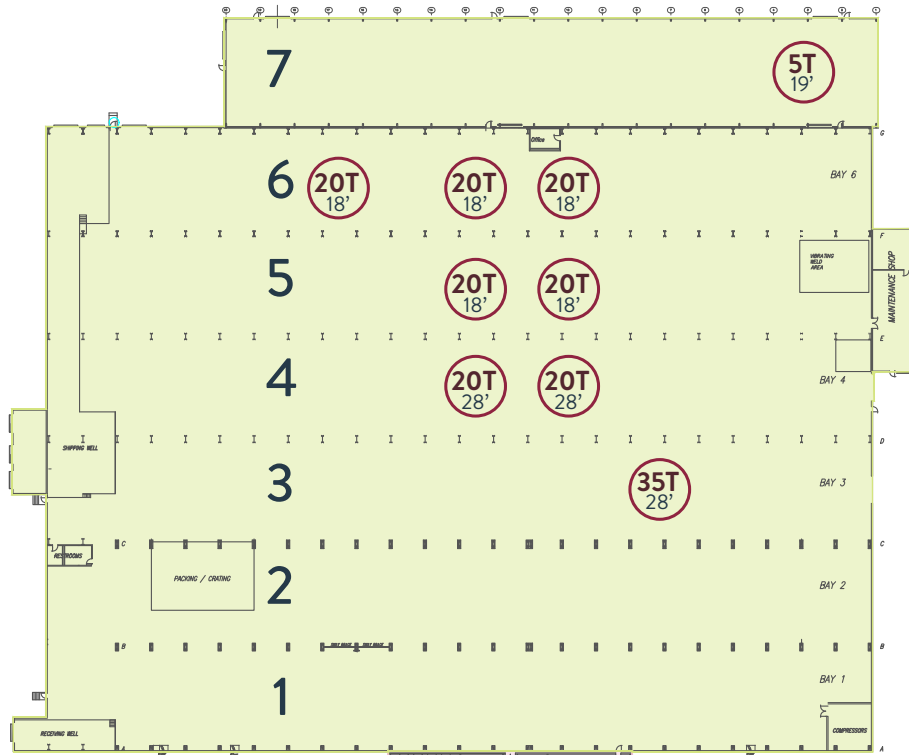 7
5T
19'
G
Office
6
20T
18'
20T
18'
20T
18'
BAY 6
F
5
20T
18'
20T
18'
VIBRATING
WELD
AREA
MAINTENANCE SHOP
E
4
20T
28'
20T
28'
BAY 4
D
SHIPPING WELL
3
35T
28'
BAY 3
C
C
RESTROOMS
PACKING / CRATING
2
BAY 2
B
B
1
BAY 1
RECEIVING WELL
COMPRESSORS
A
A